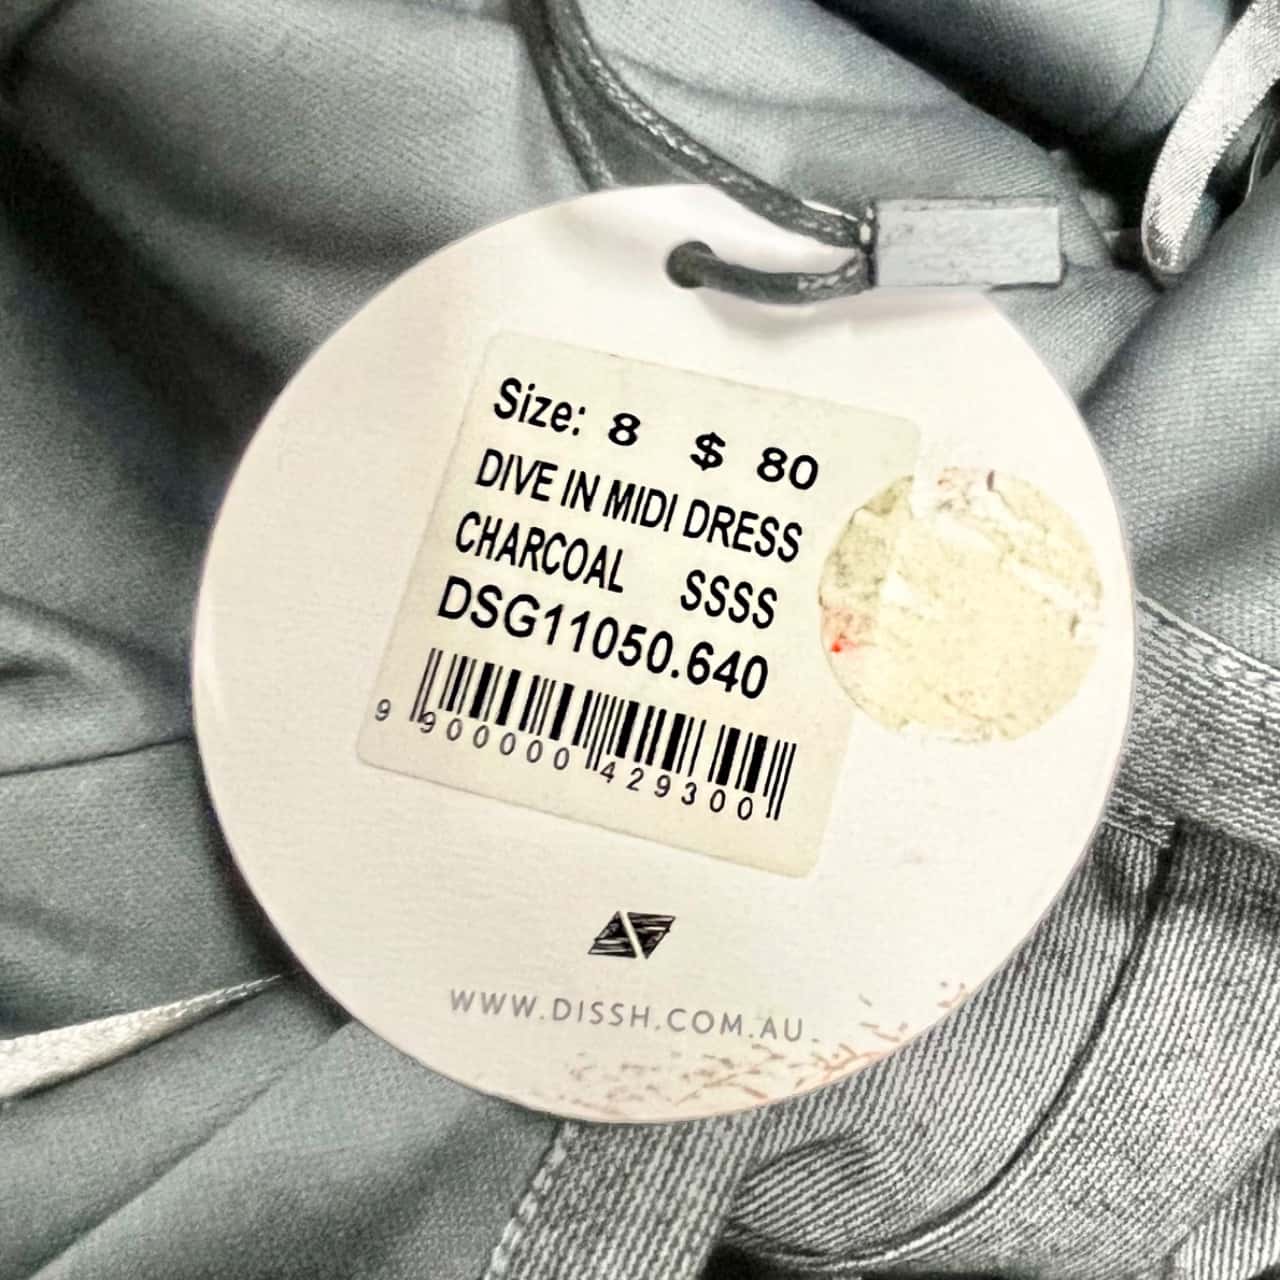 Size: 8 $ 80
DIVE IN MIDI DRESS
CHARCOAL SSSS
DSG11050.640
9 900000 429300
WWW.DISSH.COM.AU